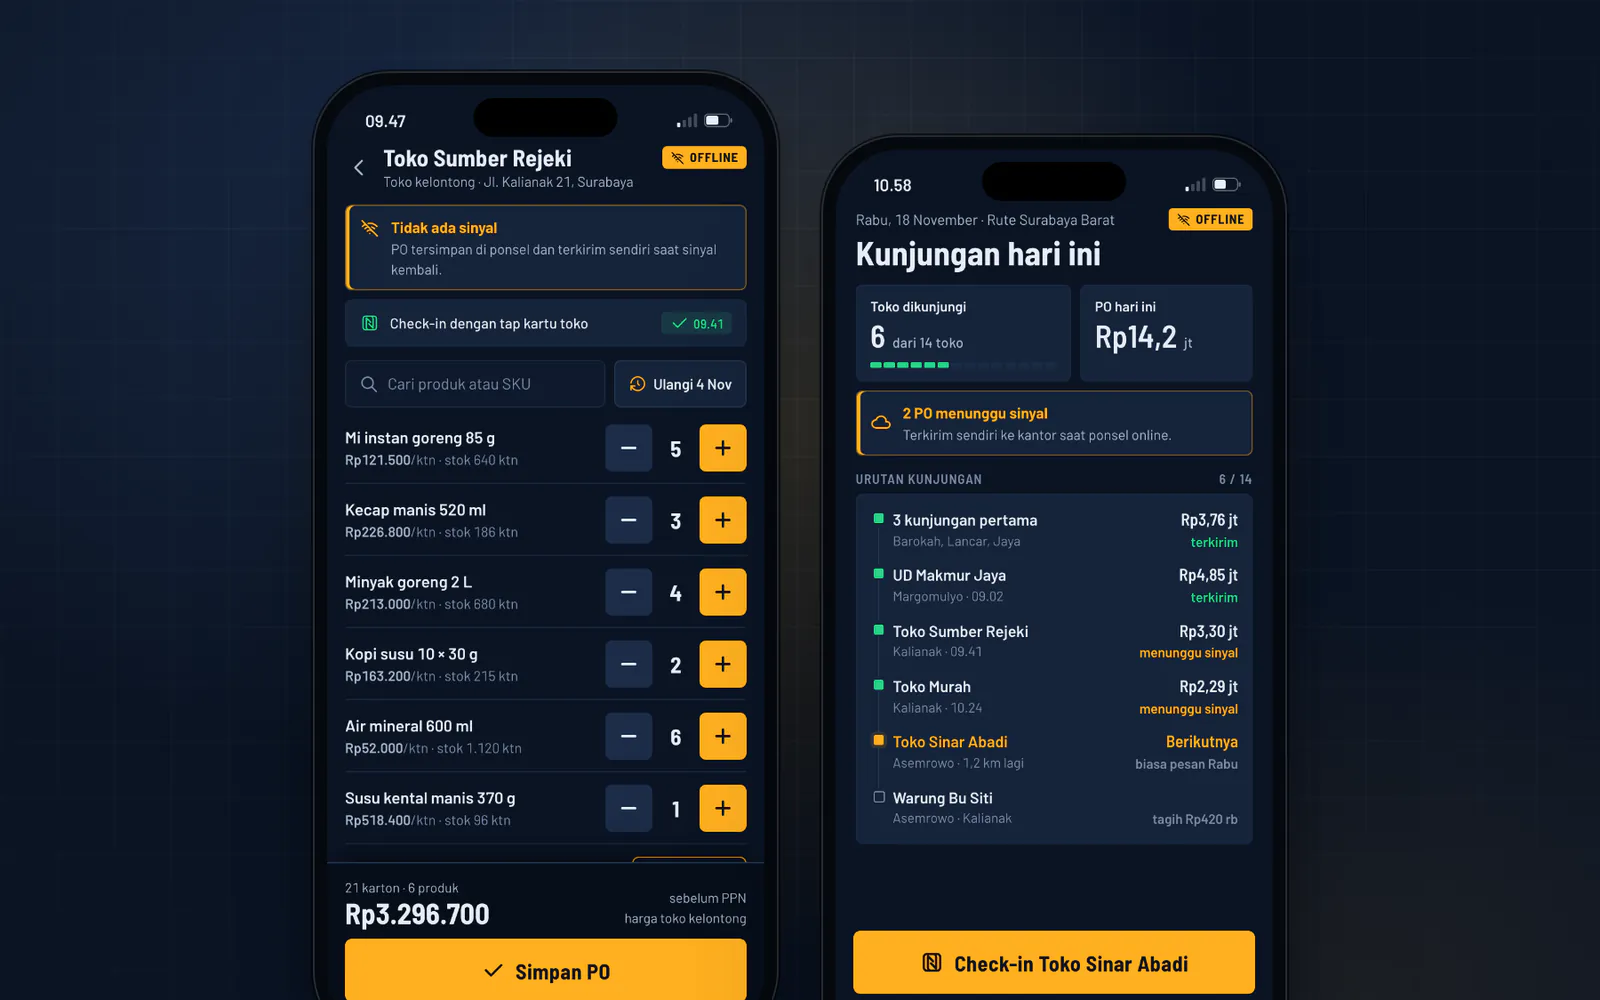 09.47
Toko Sumber Rejeki
OFFLINE
Toko kelontong · Jl. Kalianak 21, Surabaya
Tidak ada sinyal
PO tersimpan di ponsel dan terkirim sendiri saat sinyal
kembali.
Check-in dengan tap kartu toko
09.41
Cari produk atau SKU
Ulangi 4 Nov
Mi instan goreng 85 g
Rp121.500/ktn · stok 640 ktn
5
Kecap manis 520 ml
Rp226.800/ktn · stok 186 ktn
3
Minyak goreng 2 L
Rp213.000/ktn · stok 680 ktn
4
Kopi susu 10 × 30 g
Rp163.200/ktn · stok 215 ktn
2
Air mineral 600 ml
Rp52.000/ktn · stok 1.120 ktn
6
Susu kental manis 370 g
Rp518.400/ktn · stok 96 ktn
1
21 karton · 6 produk
Rp3.296.700
sebelum PPN
harga toko kelontong
Simpan PO
10.58
Rabu, 18 November · Rute Surabaya Barat
OFFLINE
Kunjungan hari ini
Toko dikunjungi
6 dari 14 toko
PO hari ini
Rp14,2 jt
2 PO menunggu sinyal
Terkirim sendiri ke kantor saat ponsel online.
URUTAN KUNJUNGAN
6 / 14
3 kunjungan pertama
Rp3,76 jt
Barokah, Lancar, Jaya
terkirim
UD Makmur Jaya
Rp4,85 jt
Margomulyo · 09.02
terkirim
Toko Sumber Rejeki
Rp3,30 jt
Kalianak · 09.41
menunggu sinyal
Toko Murah
Rp2,29 jt
Kalianak · 10.24
menunggu sinyal
Toko Sinar Abadi
Berikutnya
Asemrowo · 1,2 km lagi
biasa pesan Rabu
Warung Bu Siti
Asemrowo · Kalianak
tagih Rp420 rb
Check-in Toko Sinar Abadi